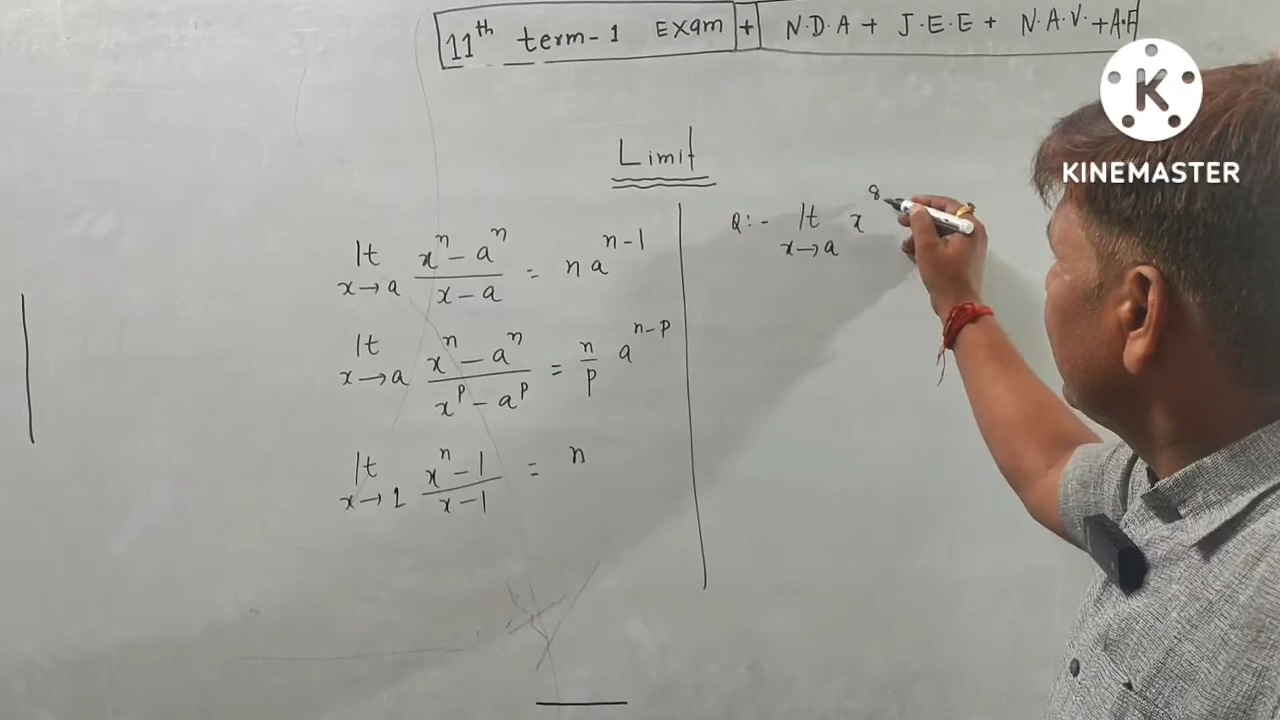 11th term-1 Exam + N.D.A + J.E.E + N.A.V. + A.F
K
KINEMASTER
Limit
lt x→a (x^n - a^n)/(x - a) = n a^(n-1)
lt x→a (x^n - a^n)/(x^p - a^p) = n/p a^(n-p)
lt x→1 (x^n - 1)/(x - 1) = n
Q:- lt x→a x^8